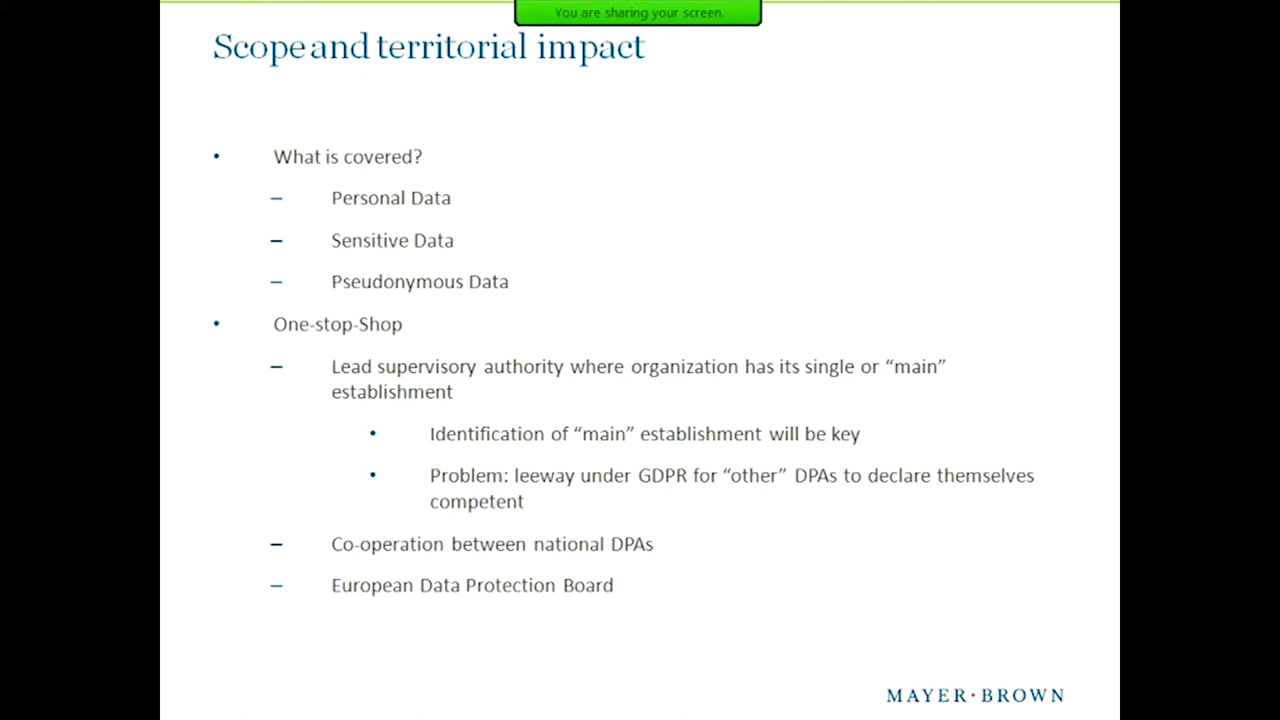 You are sharing your screen.
Scope and territorial impact
• What is covered?
– Personal Data
– Sensitive Data
– Pseudonymous Data
• One-stop-Shop
– Lead supervisory authority where organization has its single or “main”
establishment
• Identification of “main” establishment will be key
• Problem: leeway under GDPR for “other” DPAs to declare themselves
competent
– Co-operation between national DPAs
– European Data Protection Board
MAYER·BROWN